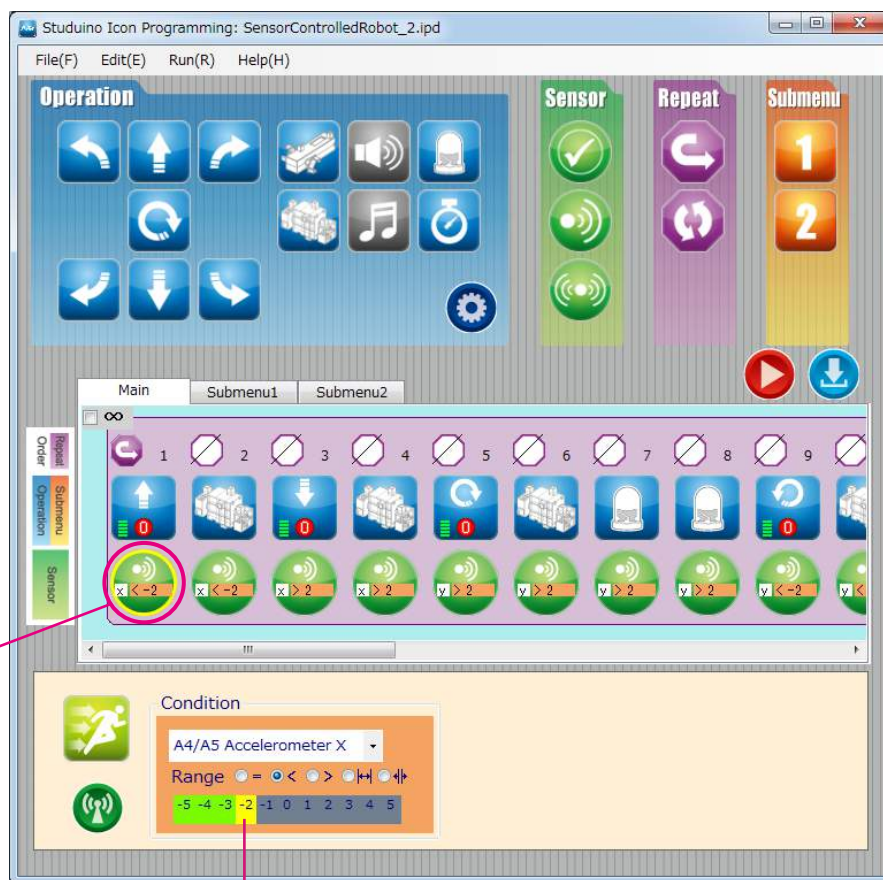 Studuino Icon Programming: SensorControlledRobot_2.ipd
File(F) Edit(E) Run(R) Help(H)
Operation
Sensor
Repeat
Submenu
1
2
Main Submenu1 Submenu2
∞
Repeat Order
Submenu Operation
Sensor
1 2 3 4 5 6 7 8 9
0 0 0 0
x < -2 x < -2 x > 2 x > 2 y > 2 y > 2 y > 2 y > 2 y < -2 y <
Condition
A4/A5 Accelerometer X
Range = < >
-5 -4 -3 -2 -1 0 1 2 3 4 5